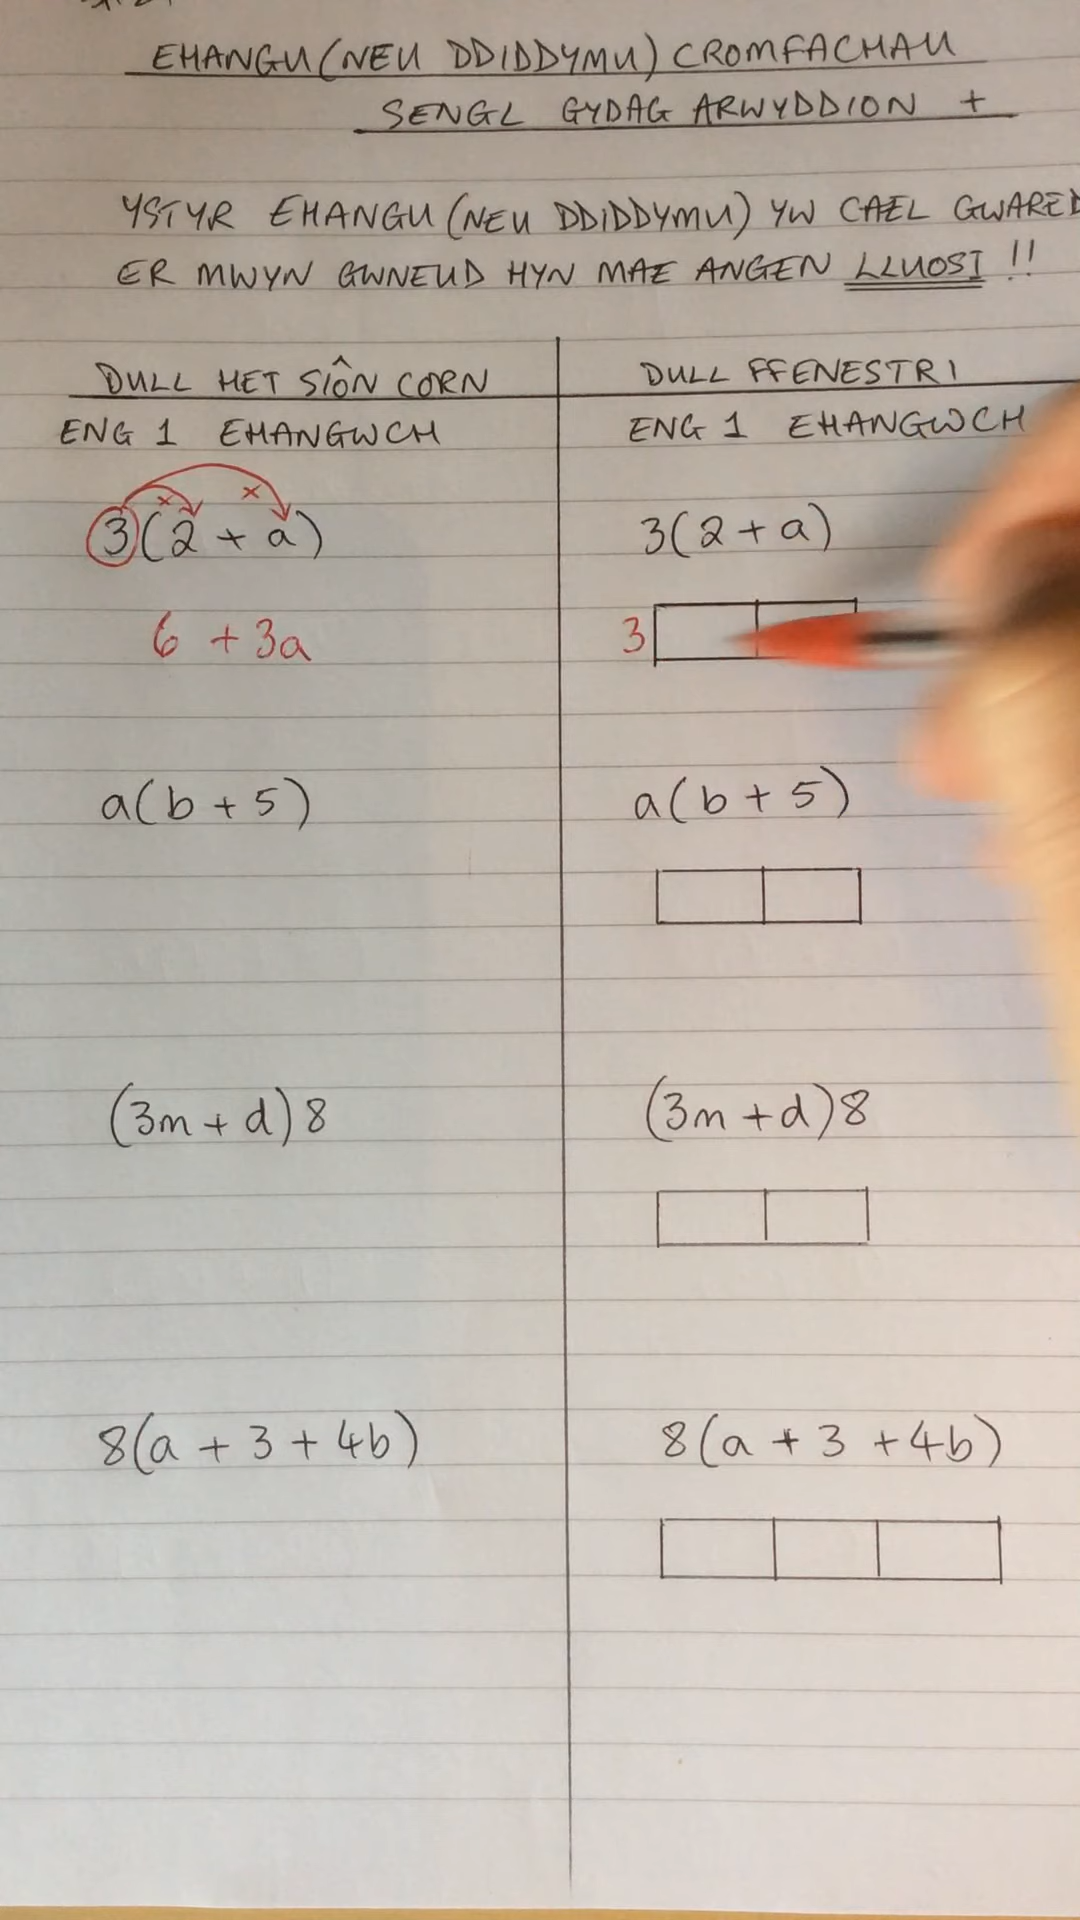 EHANGU (NEU DDIDDYMU) CROMFACHAU
SENGL GYDAG ARWYDDION +
YSTYR EHANGU (NEU DDIDDYMU) YW CAEL GWARED
ER MWYN GWNEUD HYN MAE ANGEN LLUOSI !!
DULL HET SIÔN CORN
ENG 1 EHANGWCH
3(2 + a)
6 + 3a
a(b + 5)
(3m + d)8
8(a + 3 + 4b)
DULL FFENESTRI
ENG 1 EHANGWCH
3(2 + a)
3
a(b + 5)
(3m + d)8
8(a + 3 + 4b)